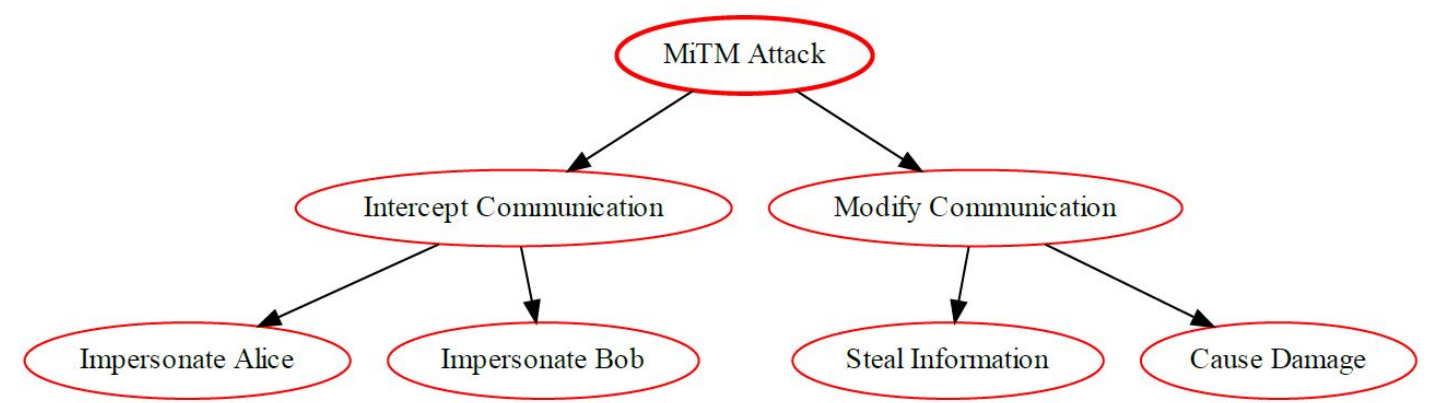 MiTM Attack
Intercept Communication
Modify Communication
Impersonate Alice
Impersonate Bob
Steal Information
Cause Damage